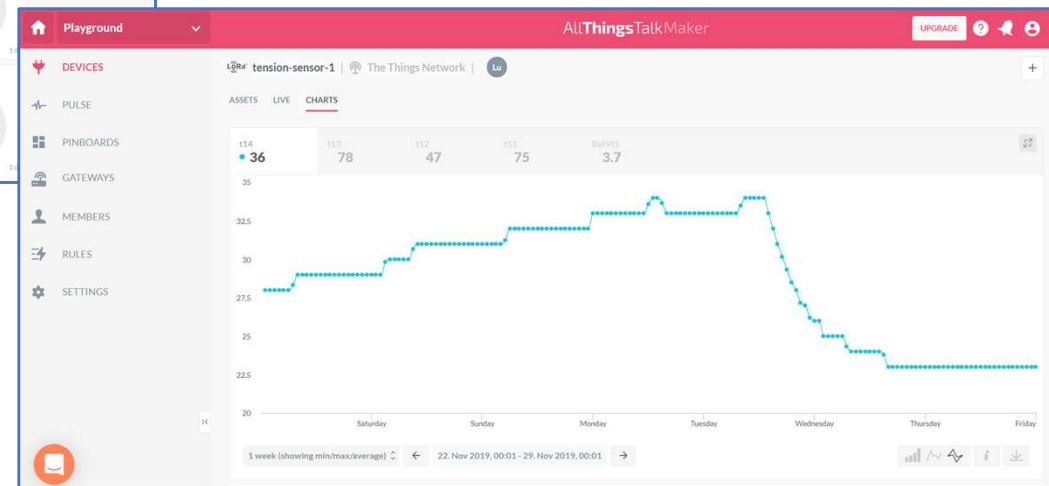 Playground
AllThingsTalkMaker
UPGRADE
DEVICES
PULSE
PINBOARDS
GATEWAYS
MEMBERS
RULES
SETTINGS
LoRa tension-sensor-1 | The Things Network | Lu
ASSETS LIVE CHARTS
t14 t13 t12 t11 BatVt1
36 78 47 75 3.7
35
32.5
30
27.5
25
22.5
20
Saturday Sunday Monday Tuesday Wednesday Thursday Friday
1 week (showing min/max/average) 22. Nov 2019, 00:01 - 29. Nov 2019, 00:01